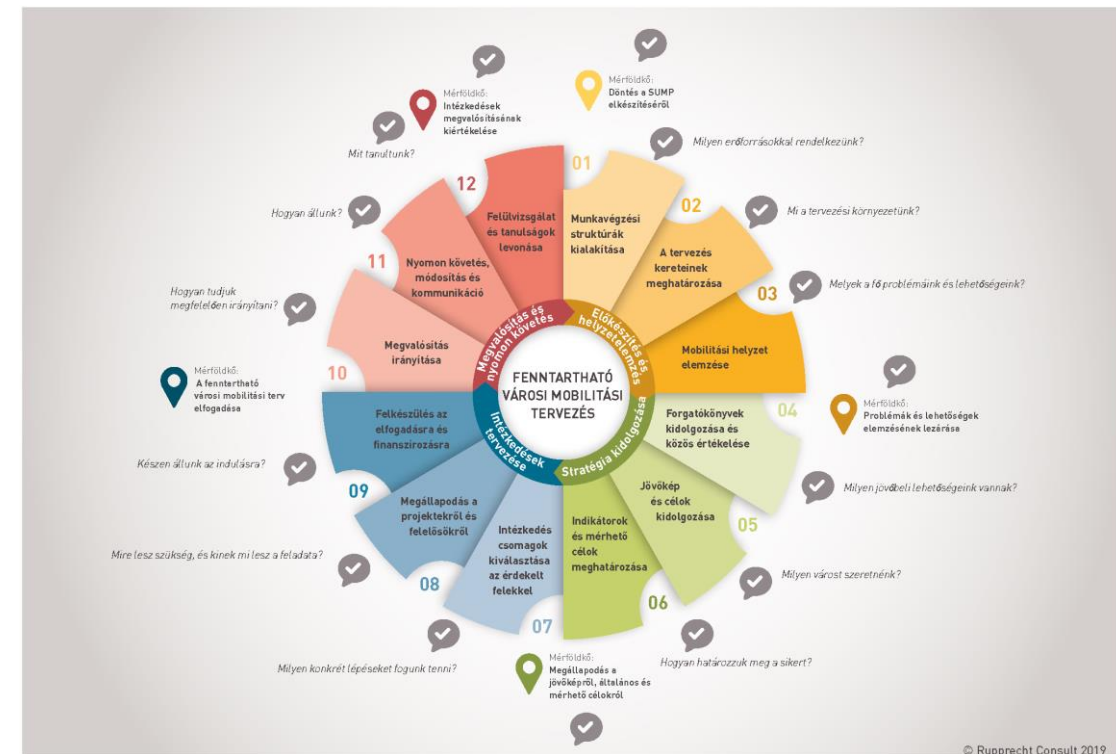 Mérföldkő:
Döntés a SUMP
elkészítéséről
01
Munkavégzési
struktúrák
kialakítása
Milyen erőforrásokkal rendelkezünk?
02
A tervezés
kereteinek
meghatározása
Mi a tervezési környezetünk?
03
Mobilitási helyzet
elemzése
Melyek a fő problémáink és lehetőségeink?
Mérföldkő:
Problémák és lehetőségek
elemzésének lezárása
04
Forgatókönyvek
kidolgozása és
közös értékelése
Milyen jövőbeli lehetőségeink vannak?
05
Jövőkép
és célok
kidolgozása
Milyen várost szeretnénk?
06
Indikátorok
és mérhető
célok
meghatározása
Hogyan határozzuk meg a sikert?
Mérföldkő:
Megállapodás a
jövőképről, általános és
mérhető célokról
07
Intézkedés
csomagok
kiválasztása
az érdekelt
felekkel
Milyen konkrét lépéseket fogunk tenni?
08
Megállapodás a
projektekről és
felelősökről
Mire lesz szükség, és kinek mi lesz a feladata?
09
Felkészülés az
elfogadásra és
finanszírozásra
Készen állunk az indulásra?
Mérföldkő:
A fenntartható
városi mobilitási terv
elfogadása
10
Megvalósítás
irányítása
Hogyan tudjuk
megfelelően irányítani?
11
Nyomon követés,
módosítás és
kommunikáció
Hogyan állunk?
12
Felülvizsgálat
és tanulságok
levonása
Mit tanultunk?
Mérföldkő:
Intézkedések
megvalósításának
kiértékelése
Előkészítés és
helyzetelemzés
Stratégia kidolgozása
Intézkedések
tervezése
Megvalósítás és
nyomon követés
FENNTARTHATÓ
VÁROSI MOBILITÁSI
TERVEZÉS
© Rupprecht Consult 2019